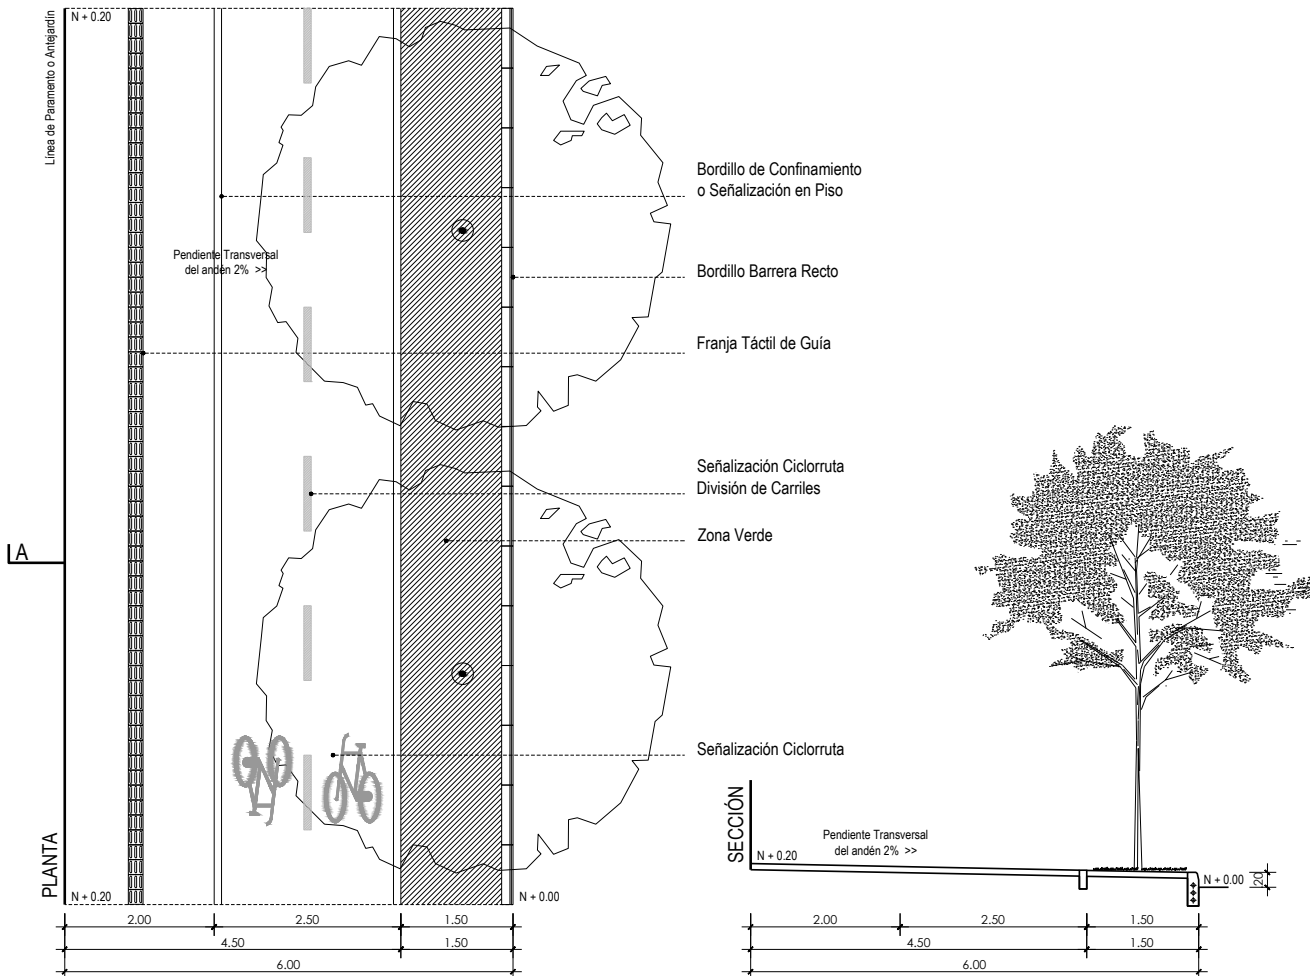 Línea de Paramento o Antejardín
N + 0.20
Bordillo de Confinamiento
o Señalización en Piso
Pendiente Transversal
del andén 2% >>
Bordillo Barrera Recto
Franja Táctil de Guía
Señalización Ciclorruta
División de Carriles
Zona Verde
A
Señalización Ciclorruta
PLANTA
N + 0.20
N + 0.00
2.00
2.50
1.50
4.50
1.50
6.00
SECCIÓN
Pendiente Transversal
del andén 2% >>
N + 0.20
N + 0.00
20
2.00
2.50
1.50
4.50
1.50
6.00